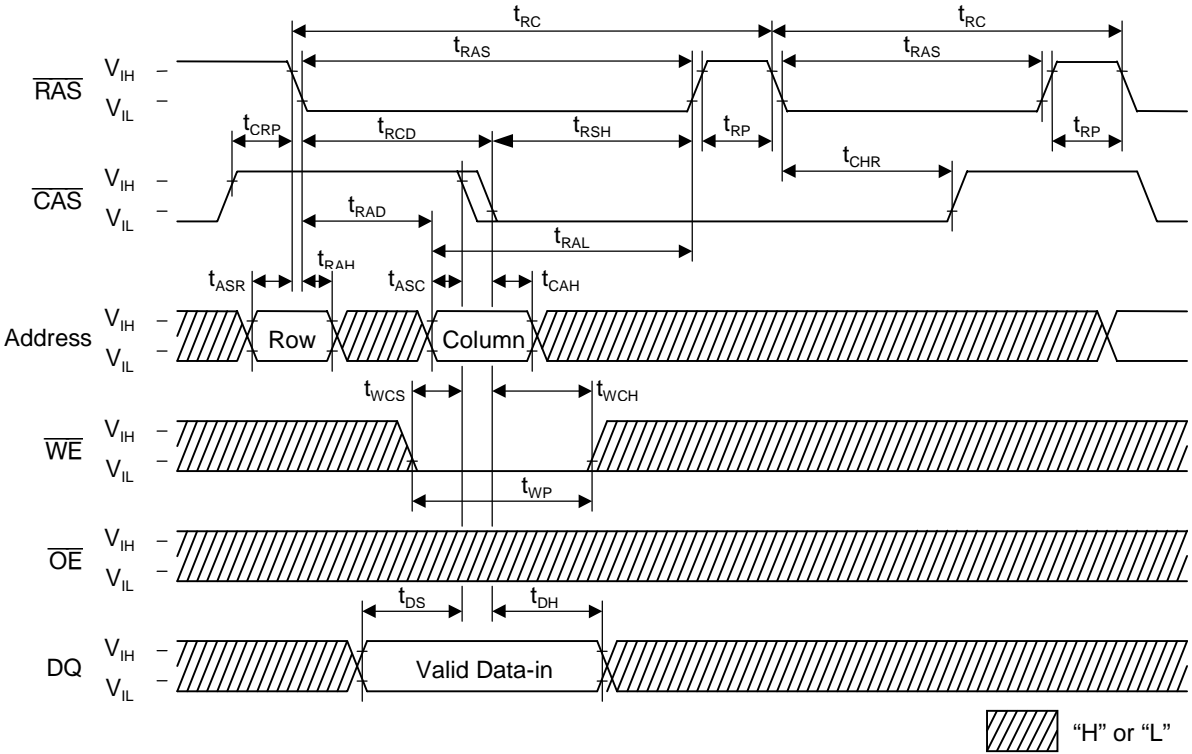 tRC tRC
tRAS tRAS
RAS VIH VIL
tCRP tRCD tRSH tRP tRP
tCHR
CAS VIH VIL
tRAD
tRAL
tRAH
tASR tASC tCAH
Address VIH VIL Row Column
tWCS tWCH
WE VIH VIL
tWP
OE VIH VIL
tDS tDH
DQ VIH VIL Valid Data-in
“H” or “L”